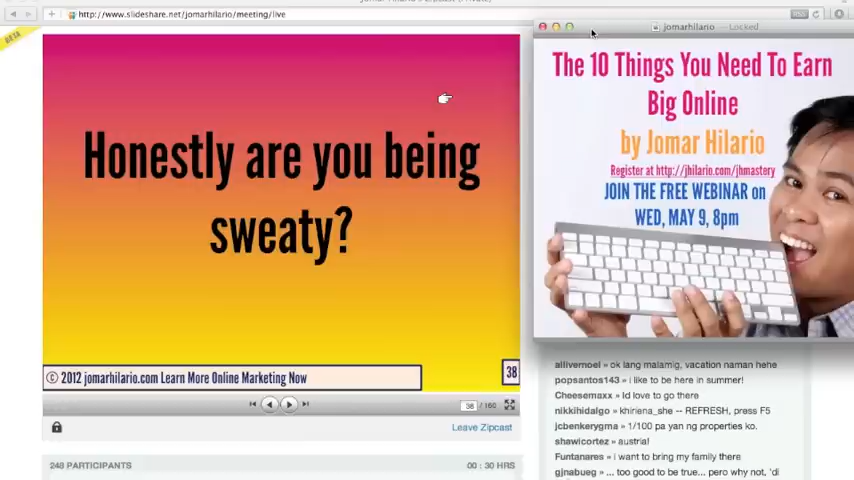 http://www.slideshare.net/jomarhilario/meeting/live
BETA
Honestly are you being
sweaty?
© 2012 jomarhilario.com Learn More Online Marketing Now
38
38 / 160
Leave Zipcast
248 PARTICIPANTS
00 : 30 HRS
jomarhilario — Locked
The 10 Things You Need To Earn
Big Online
by Jomar Hilario
Register at http://jhilario.com/jhmastery
JOIN THE FREE WEBINAR on
WED, MAY 9, 8pm
allivernoel » ok lang malamig, vacation naman hehe
popsantos143 » i like to be here in summer!
Cheesemaxx » Id love to go there
nikkihidalgo » khiriena_she -- REFRESH, press F5
jcbenkerygma » 1/100 pa yan ng properties ko.
shawicortez » austria!
Funtanares » i want to bring my family there
gjnabueg » ... too good to be true... pero why not, 'di